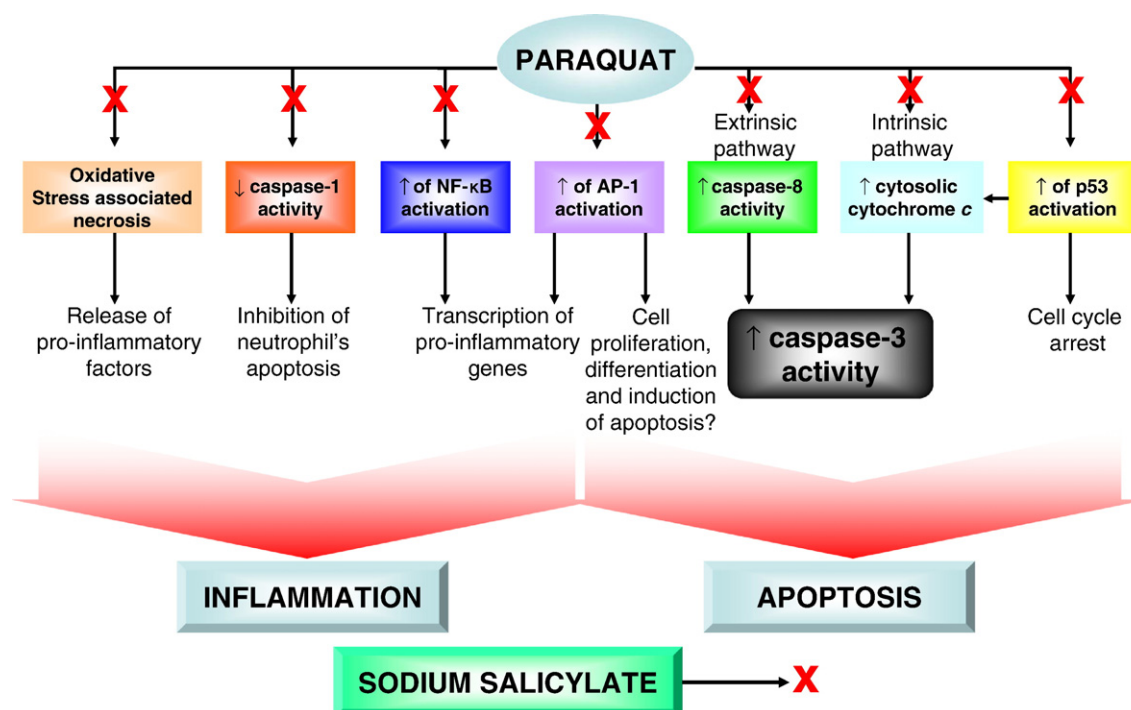 PARAQUAT
X
X
X
X
X
X
X
Extrinsic
pathway
Intrinsic
pathway
Oxidative
Stress associated
necrosis
↓ caspase-1
activity
↑ of NF-κB
activation
↑ of AP-1
activation
↑ caspase-8
activity
↑ cytosolic
cytochrome c
↑ of p53
activation
Release of
pro-inflammatory
factors
Inhibition of
neutrophil's
apoptosis
Transcription of
pro-inflammatory
genes
Cell
proliferation,
differentiation
and induction
of apoptosis?
↑ caspase-3
activity
Cell cycle
arrest
INFLAMMATION
APOPTOSIS
SODIUM SALICYLATE
X